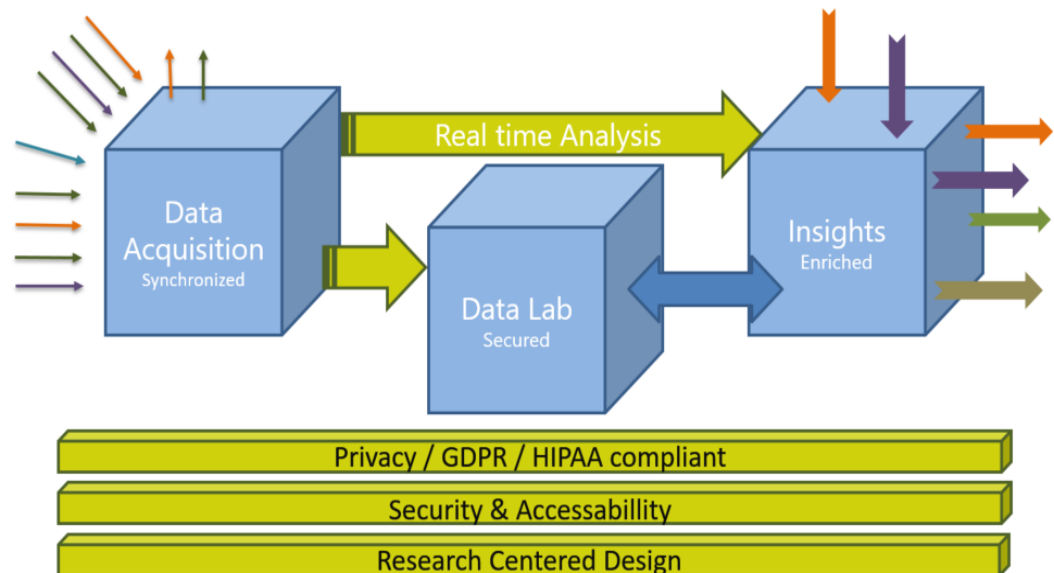 Real time Analysis
Data
Acquisition
Synchronized
Insights
Enriched
Data Lab
Secured
Privacy / GDPR / HIPAA compliant
Security & Accessabillity
Research Centered Design